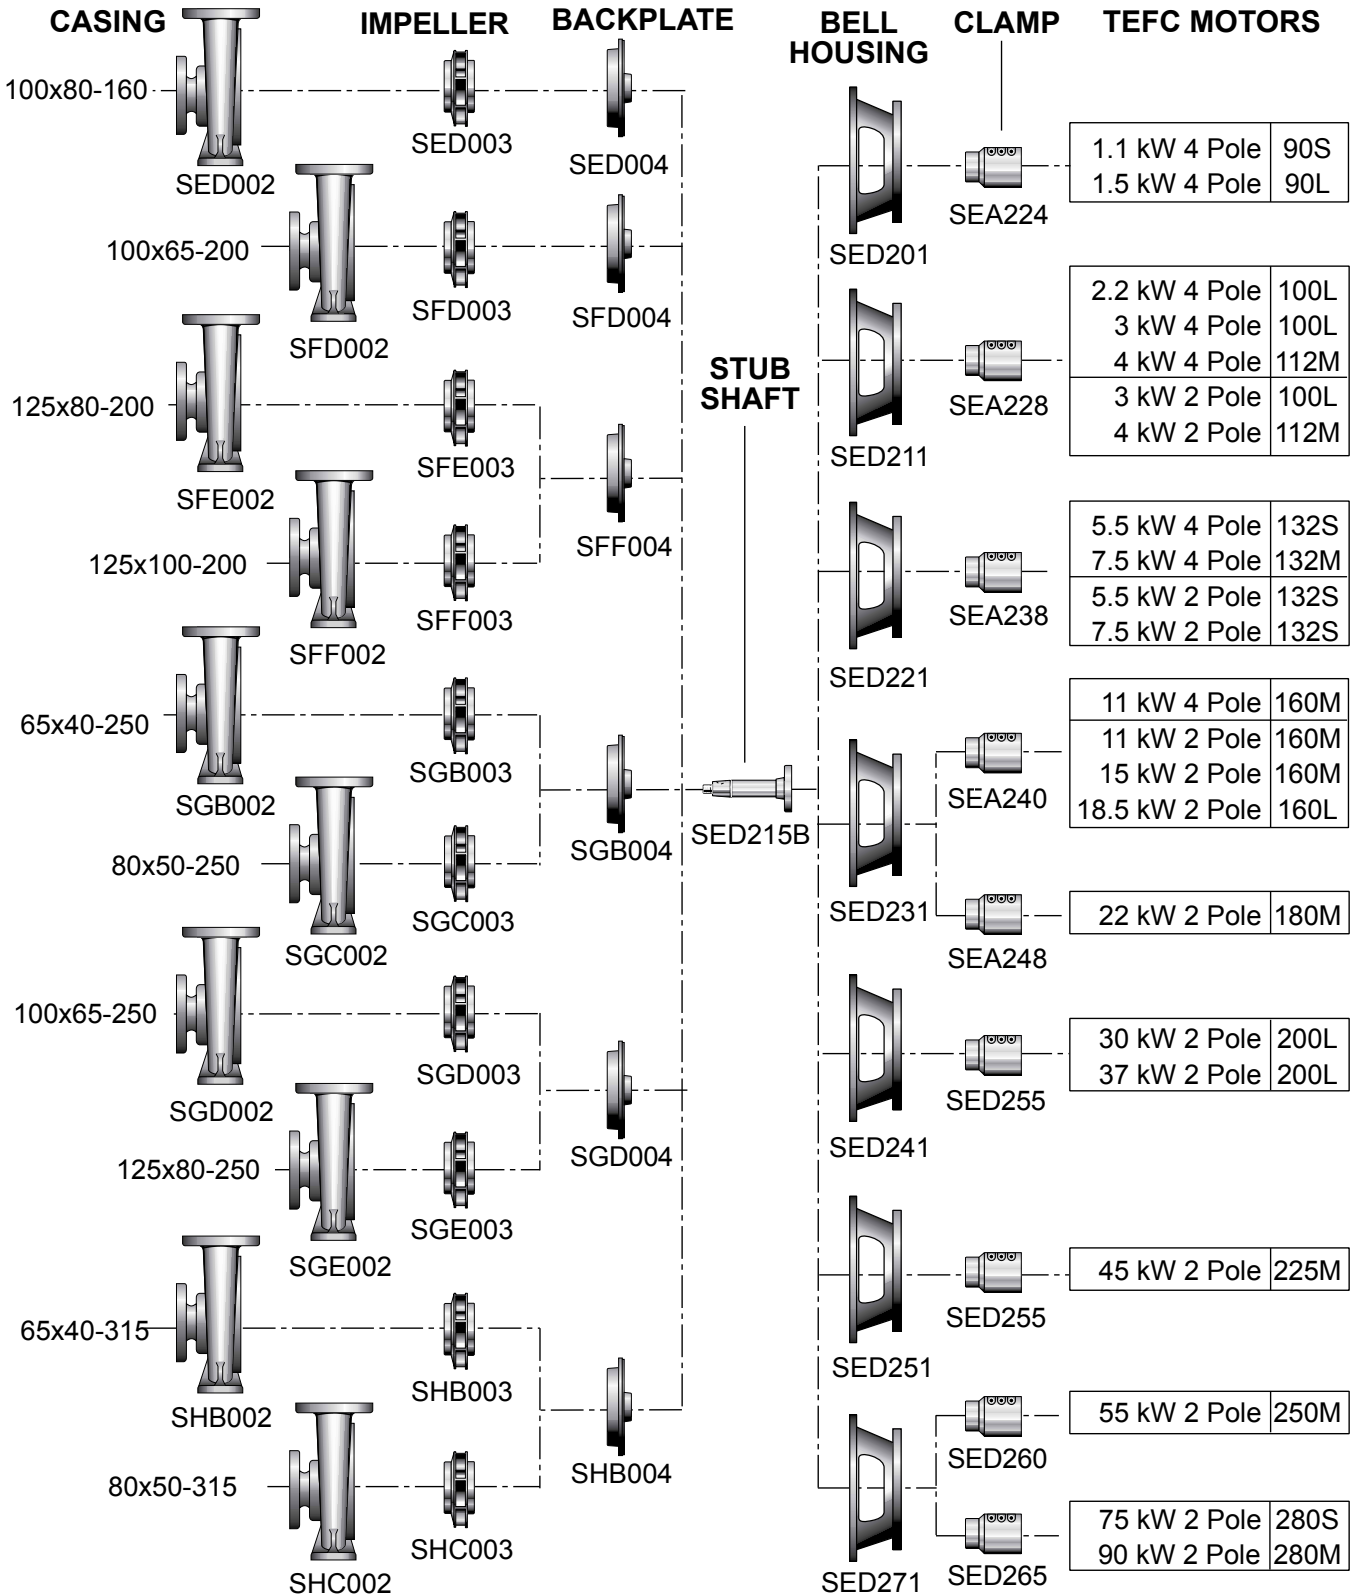 CASING
IMPELLER
BACKPLATE
BELL
HOUSING
CLAMP
TEFC MOTORS
100x80-160
SED002
SED003
SED004
100x65-200
SFD002
SFD003
SFD004
125x80-200
SFE002
SFE003
125x100-200
SFF002
SFF003
SFF004
65x40-250
SGB002
SGB003
80x50-250
SGC002
SGC003
SGB004
100x65-250
SGD002
SGD003
125x80-250
SGE002
SGE003
SGD004
65x40-315
SHB002
SHB003
80x50-315
SHC002
SHC003
SHB004
STUB
SHAFT
SED215B
SED201
SEA224
1.1 kW 4 Pole 90S
1.5 kW 4 Pole 90L
SED211
SEA228
2.2 kW 4 Pole 100L
3 kW 4 Pole 100L
4 kW 4 Pole 112M
3 kW 2 Pole 100L
4 kW 2 Pole 112M
SED221
SEA238
5.5 kW 4 Pole 132S
7.5 kW 4 Pole 132M
5.5 kW 2 Pole 132S
7.5 kW 2 Pole 132S
SED231
SEA240
11 kW 4 Pole 160M
11 kW 2 Pole 160M
15 kW 2 Pole 160M
18.5 kW 2 Pole 160L
SEA248
22 kW 2 Pole 180M
SED241
SED255
30 kW 2 Pole 200L
37 kW 2 Pole 200L
SED251
SED255
45 kW 2 Pole 225M
SED271
SED260
55 kW 2 Pole 250M
SED265
75 kW 2 Pole 280S
90 kW 2 Pole 280M